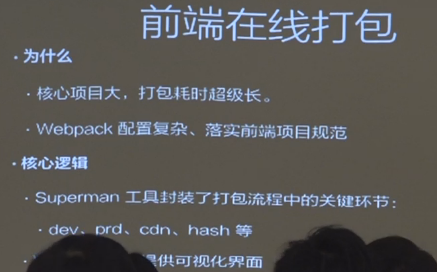 前端在线打包
· 为什么
· 核心项目大，打包耗时超级长。
· Webpack 配置复杂、落实前端项目规范
· 核心逻辑
· Superman 工具封装了打包流程中的关键环节：
· dev、prd、cdn、hash 等
提供可视化界面